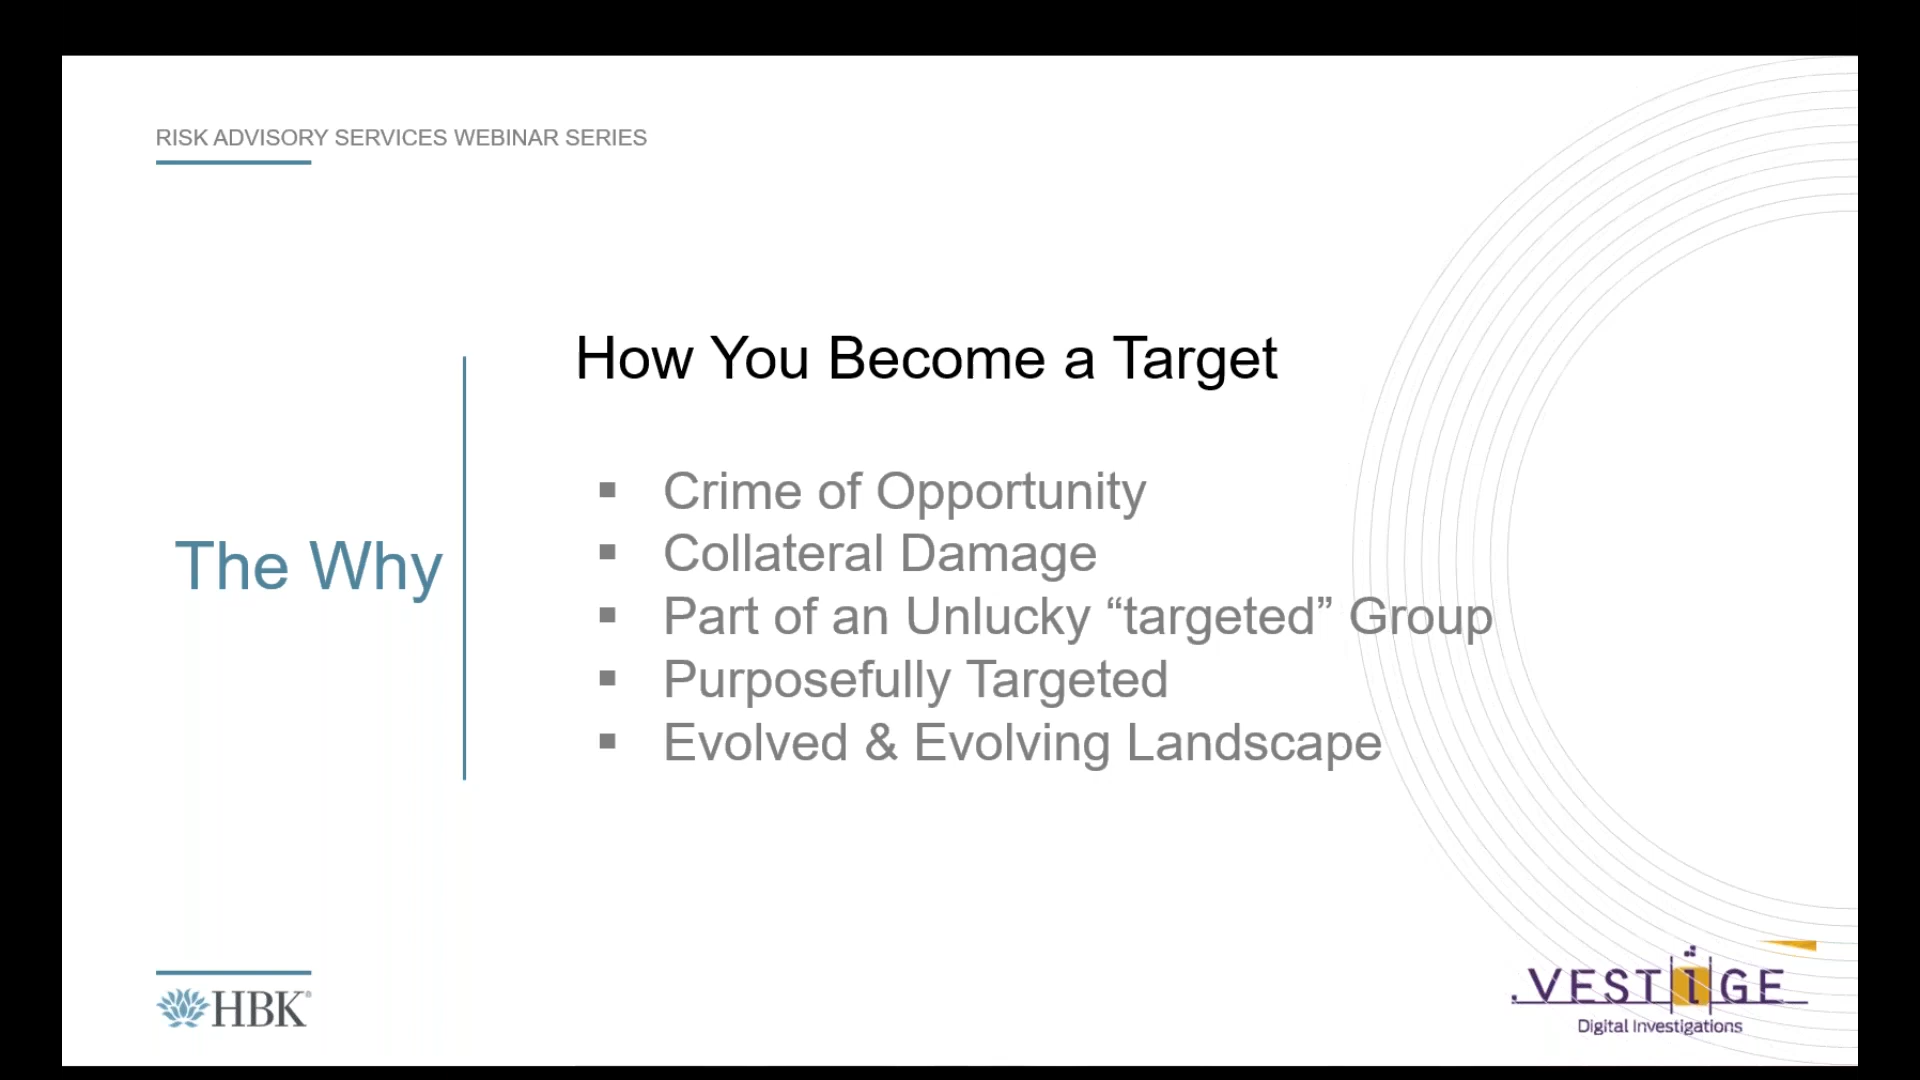 RISK ADVISORY SERVICES WEBINAR SERIES
The Why
How You Become a Target
▪ Crime of Opportunity
▪ Collateral Damage
▪ Part of an Unlucky “targeted” Group
▪ Purposefully Targeted
▪ Evolved & Evolving Landscape
HBK®
VESTIGE
Digital Investigations